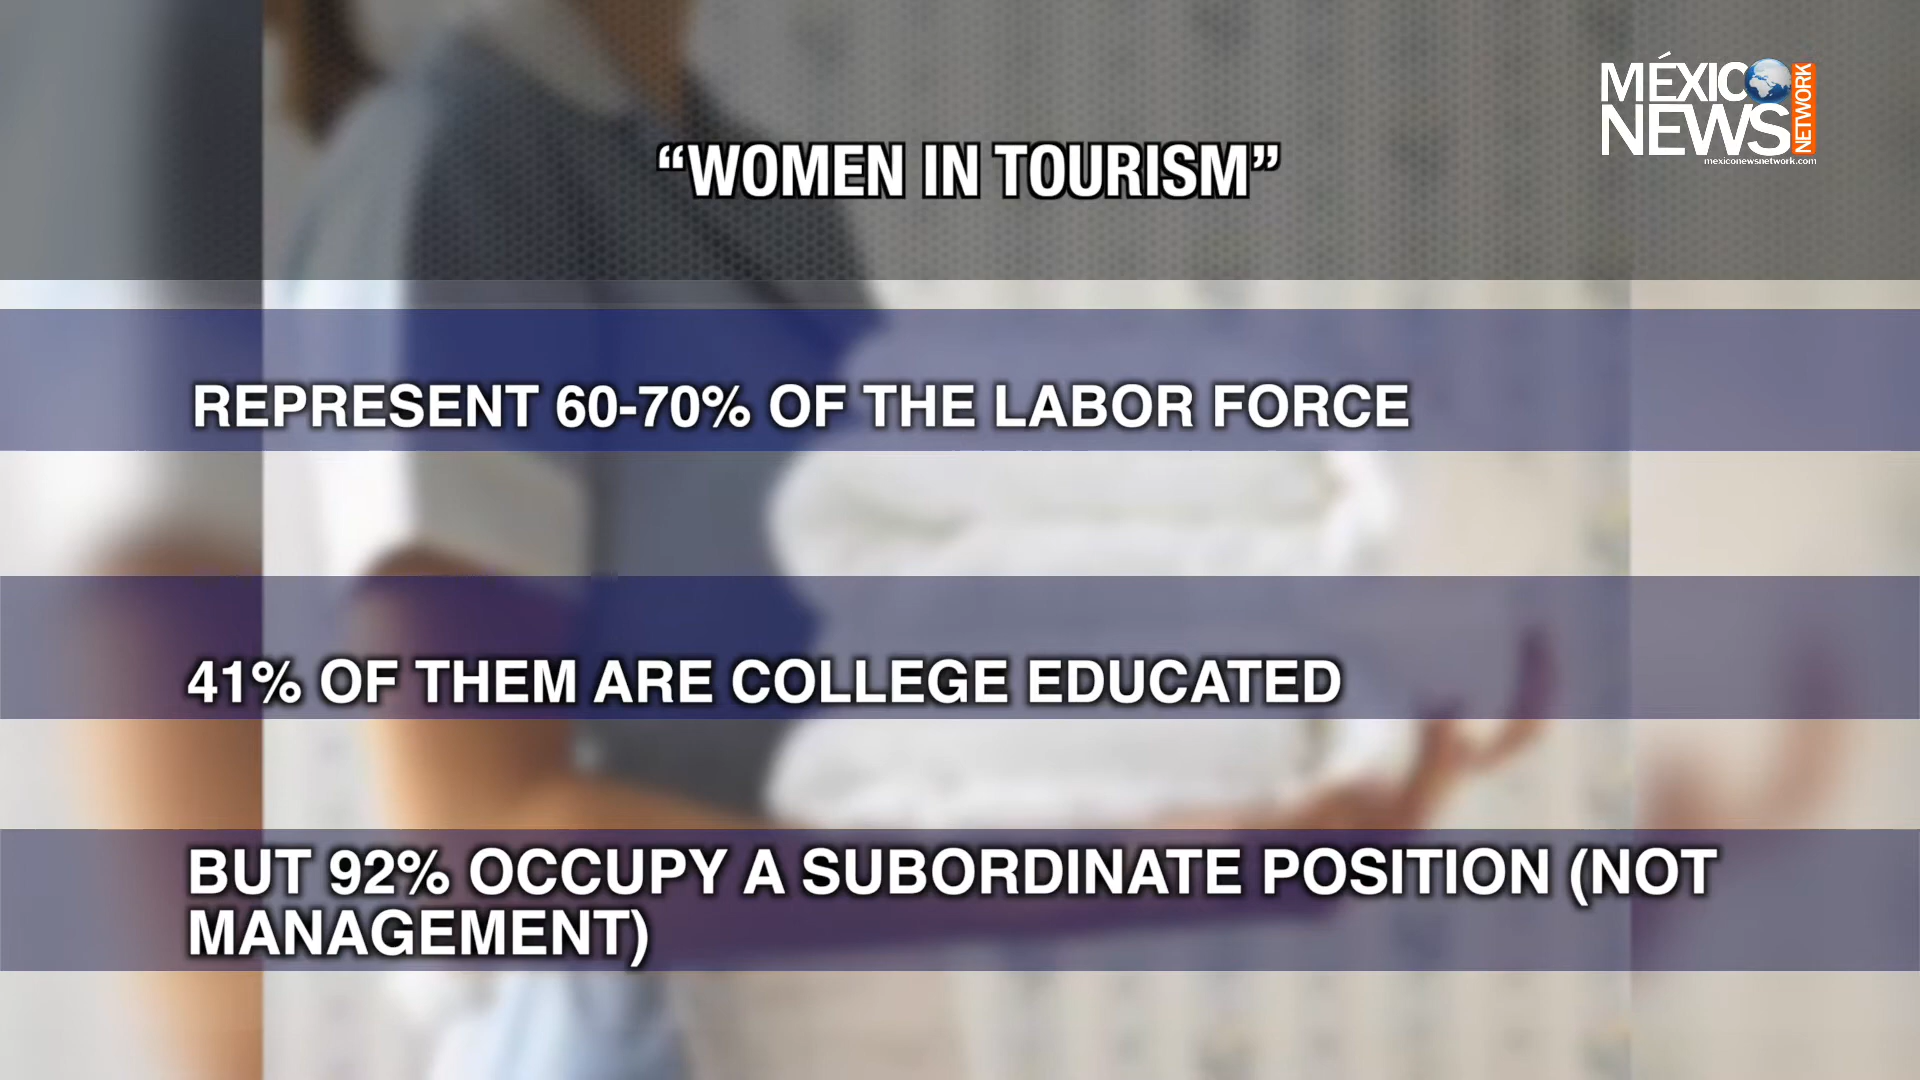 MÉXICO
NEWS
NETWORK
mexiconewsnetwork.com
“WOMEN IN TOURISM”
REPRESENT 60-70% OF THE LABOR FORCE
41% OF THEM ARE COLLEGE EDUCATED
BUT 92% OCCUPY A SUBORDINATE POSITION (NOT
MANAGEMENT)